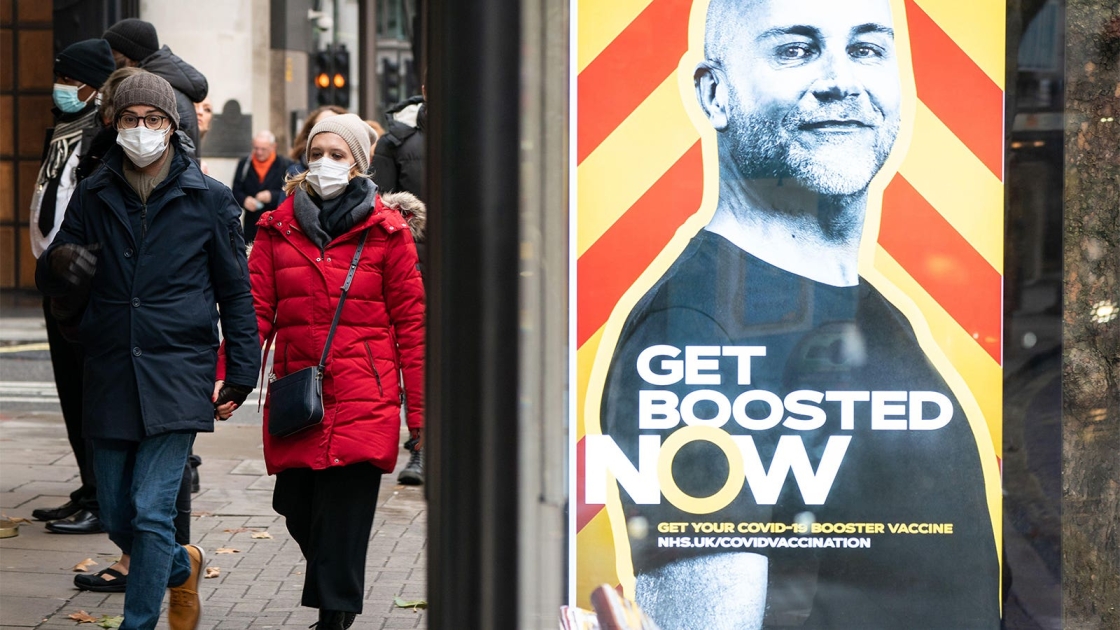 GET
BOOSTED
NOW
GET YOUR COVID-19 BOOSTER VACCINE
NHS.UK/COVIDVACCINATION